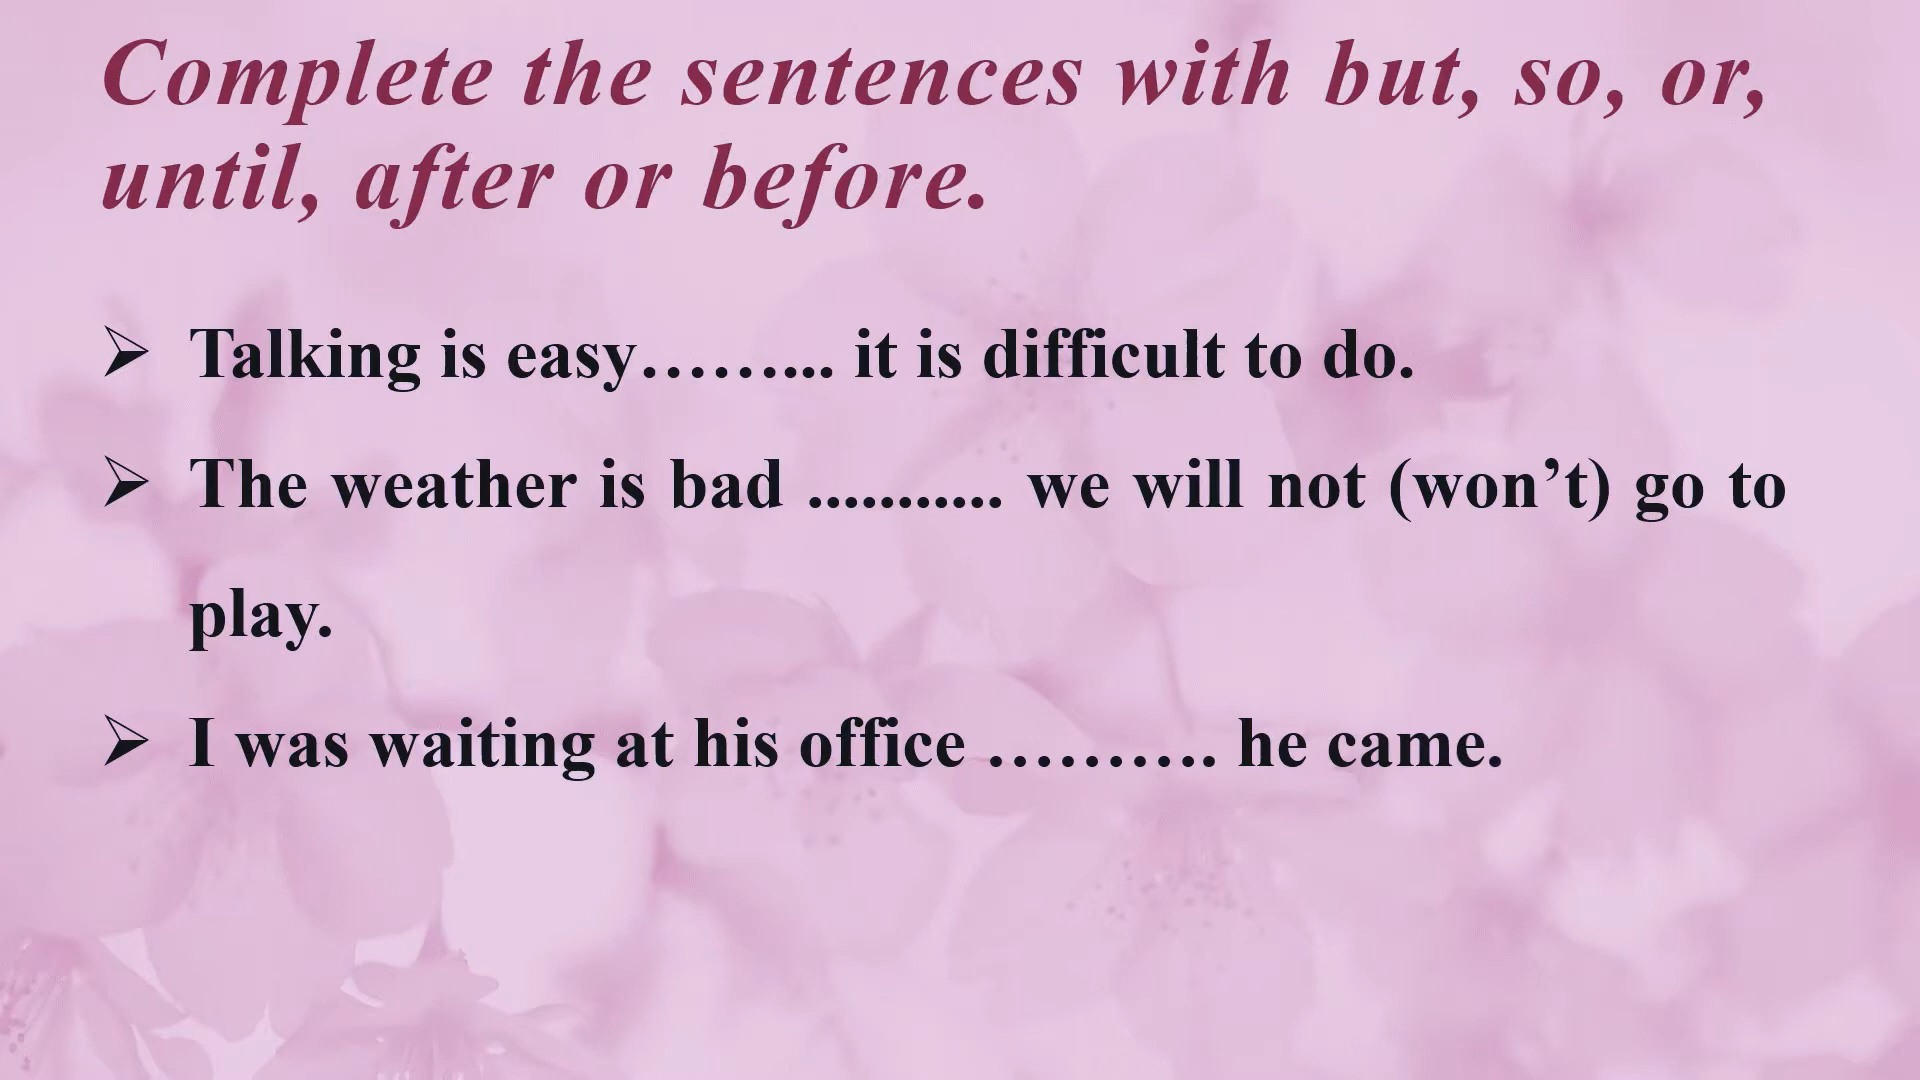 Complete the sentences with but, so, or,
until, after or before.
➢ Talking is easy……... it is difficult to do.
➢ The weather is bad ........... we will not (won’t) go to
play.
➢ I was waiting at his office ………. he came.